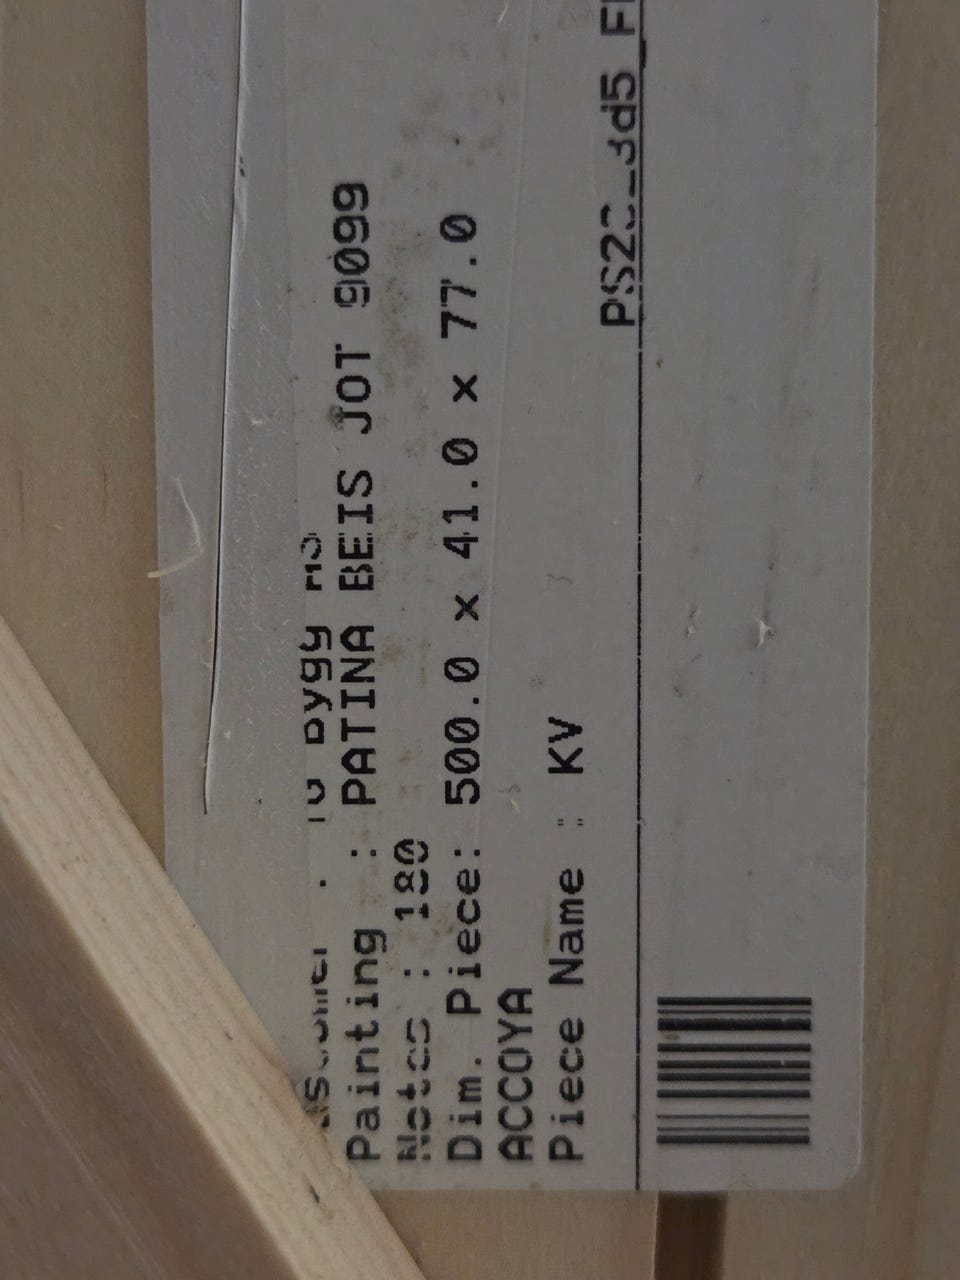 Painting : PATINA BEIS JOT 9099
Notes : 180
Dim. Piece: 500.0 x 41.0 x 77.0
ACCOYA
Piece Name : KV